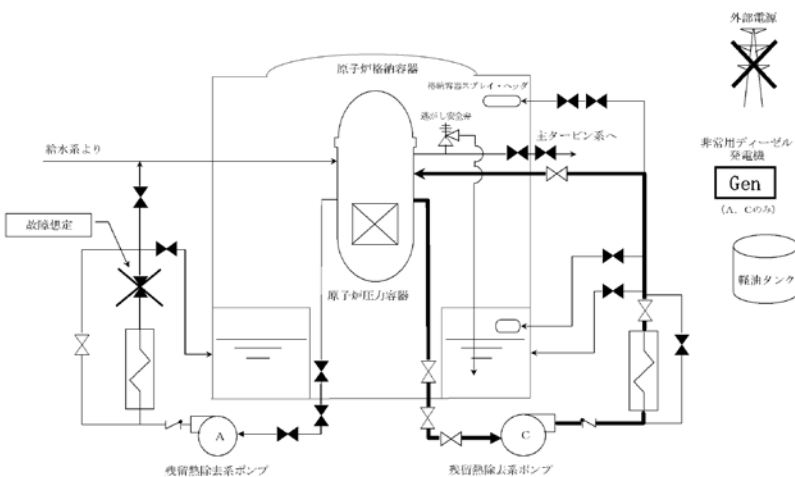 外部電源
原子炉格納容器
格納容器スプレイ・ヘッダ
逃がし安全弁
給水系より
主タービン系へ
非常用ディーゼル
発電機
Gen
(A, Cのみ)
故障想定
軽油タンク
原子炉圧力容器
A
C
残留熱除去系ポンプ
残留熱除去系ポンプ